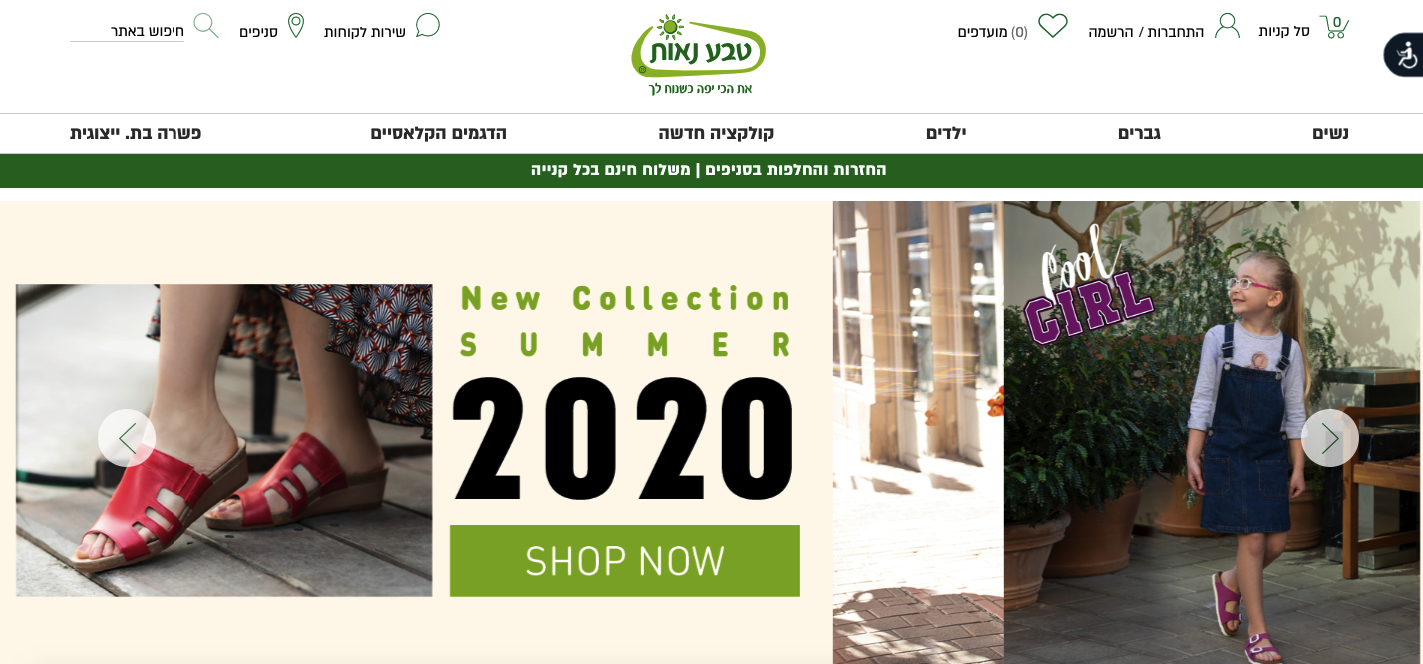 0
סל קניות
התחברות / הרשמה
מועדפים (0)
טבע נאות
את הכי יפה כשנוח לך
שירות לקוחות
סניפים
חיפוש באתר
נשים
גברים
ילדים
קולקציה חדשה
הדגמים הקלאסיים
פשרה בת. ייצוגית
החזרות והחלפות בסניפים | משלוח חינם בכל קנייה
New Collection
SUMMER
2020
SHOP NOW
Cool
GIRL